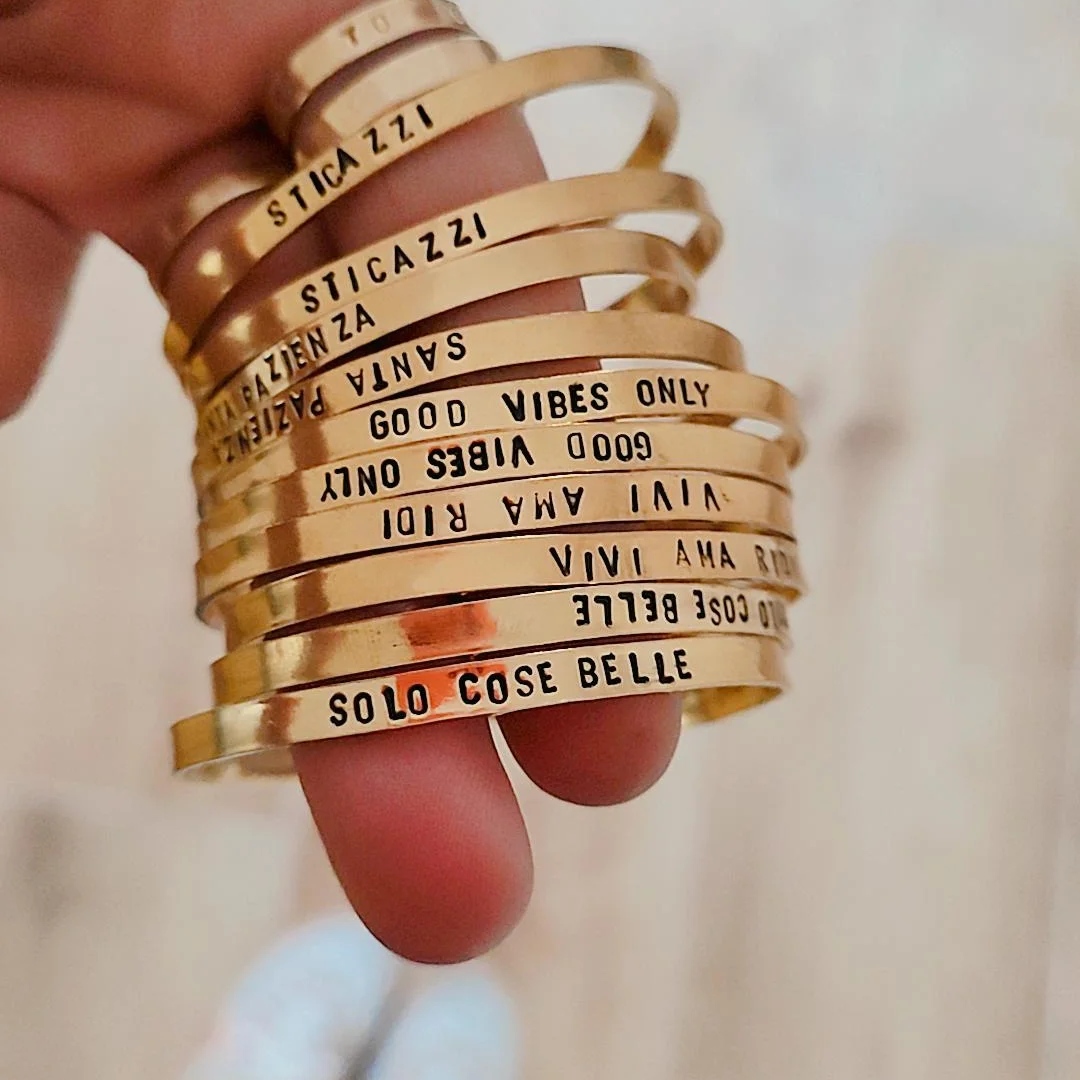 STICAZZI
STICAZZI
PAZIENZA
SANTA PAZIENZA
GOOD VIBES ONLY
GOOD VIBES ONLY
VIVI AMA RIDI
VIVI AMA RIDI
COSE BELLE
SOLO COSE BELLE